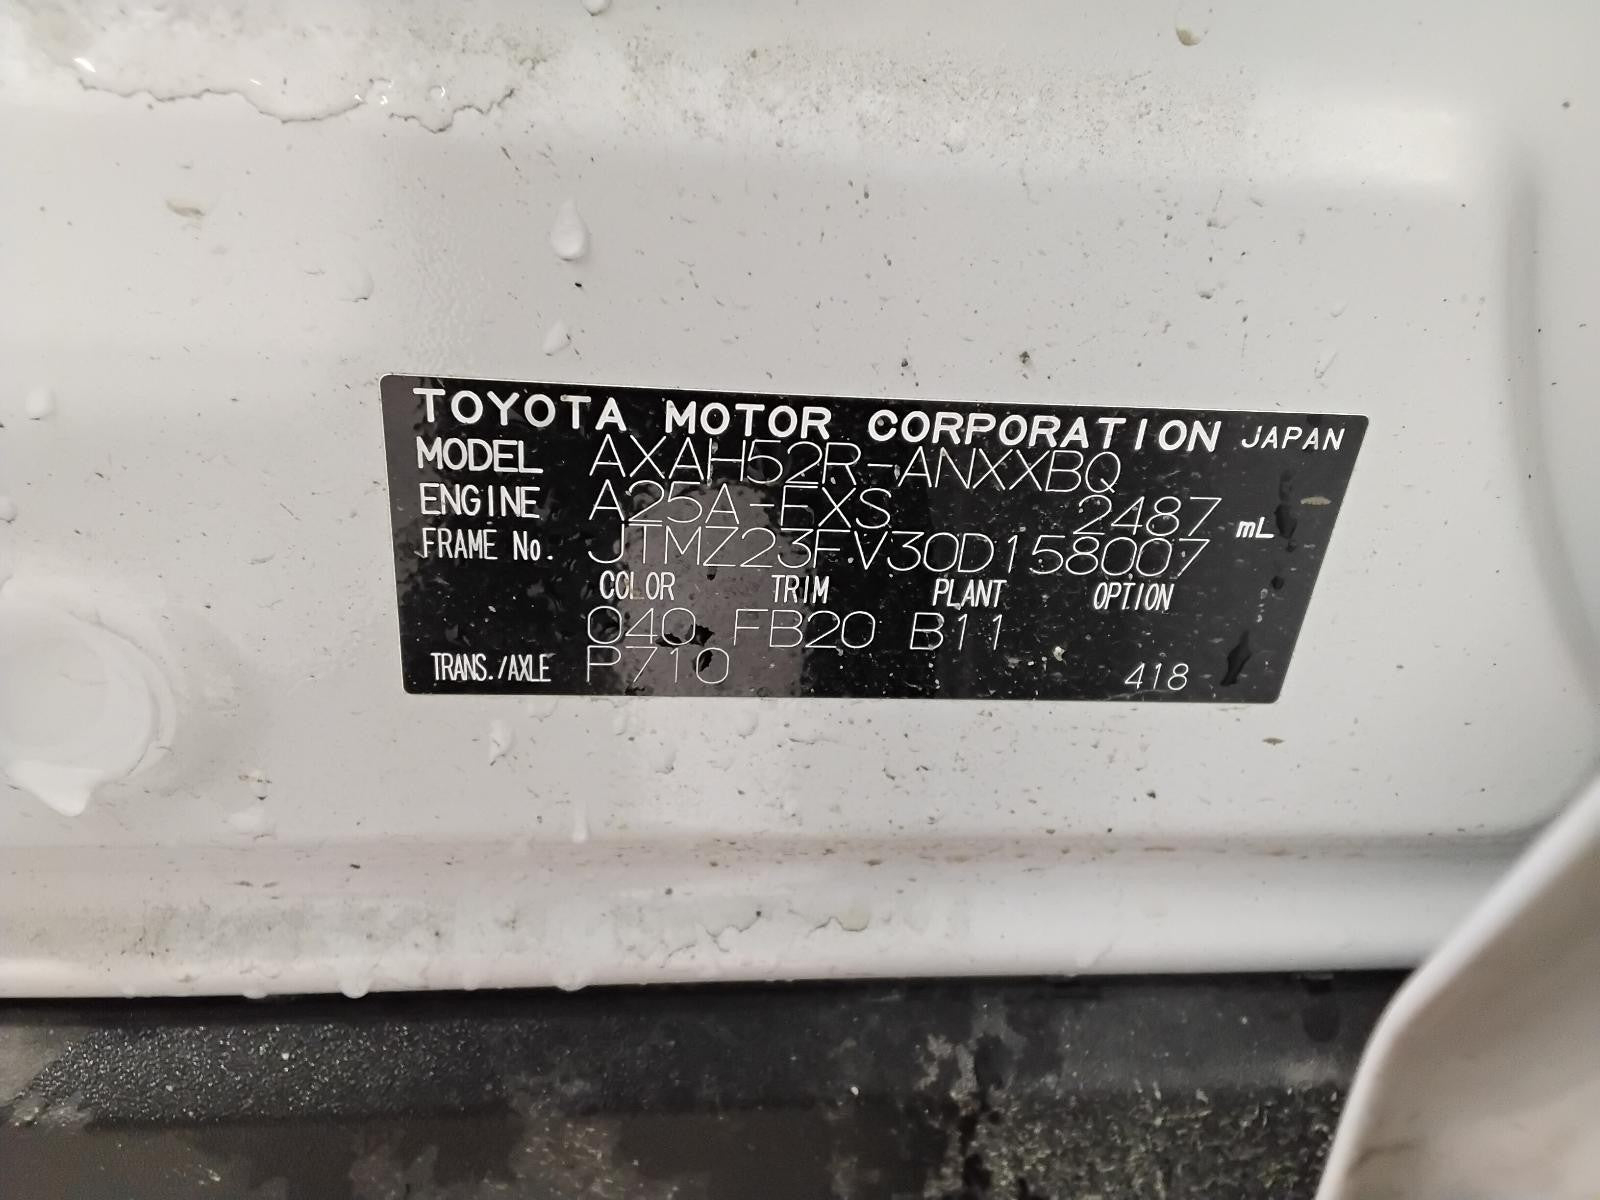 TOYOTA MOTOR CORPORATION JAPAN
MODEL AXAH52R-ANXXBQ
ENGINE A25A-FXS 2487 mL
FRAME No. JTMZ23FV30D158007
COLOR TRIM PLANT OPTION
040 FB20 B11
TRANS./AXLE P710 418